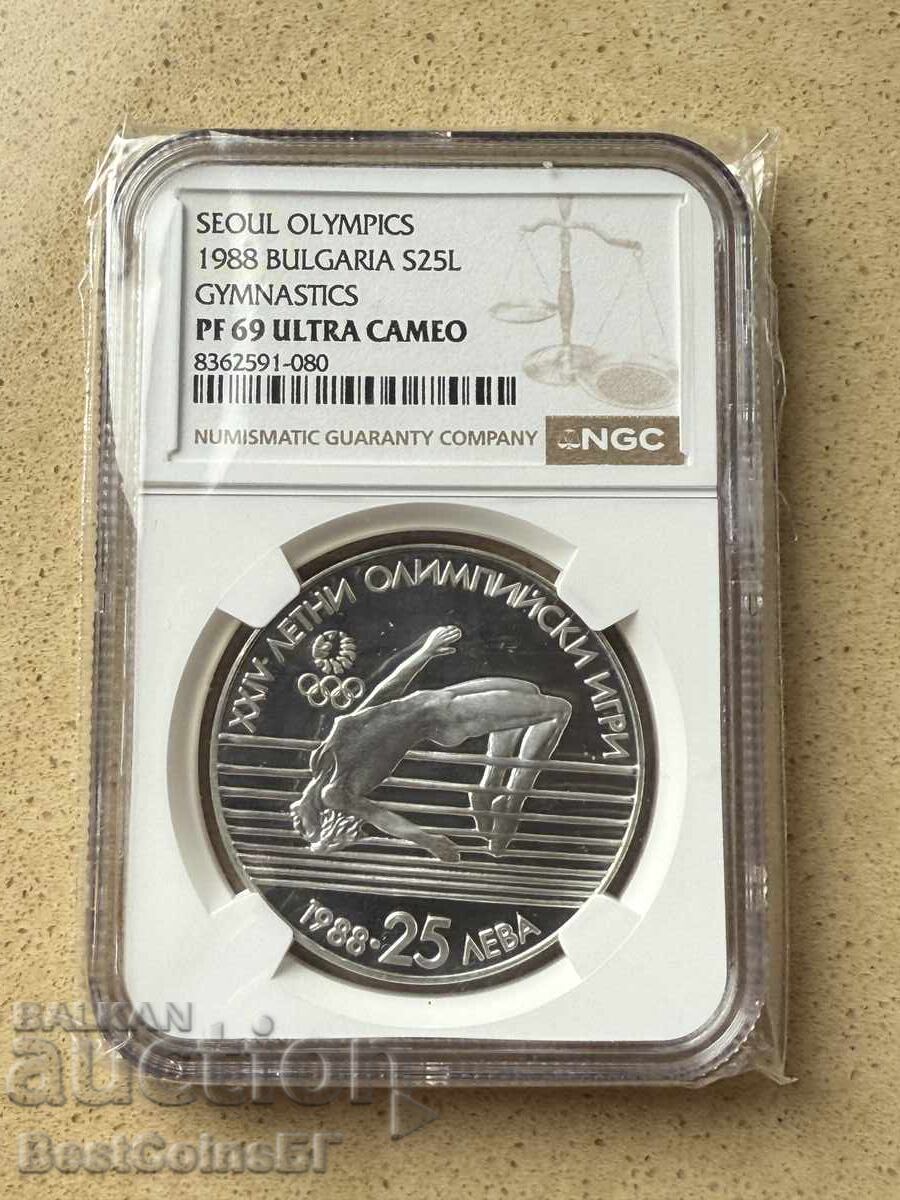 SEOUL OLYMPICS
1988 BULGARIA S25L
GYMNASTICS
PF 69 ULTRA CAMEO
8362591-080
NUMISMATIC GUARANTY COMPANY
NGC
XXIV·ЛЕТНИ ОЛИМПИЙСКИ ИГРИ
1988·25 ЛЕВА
BALKAN
auction
BestCoinsБГ